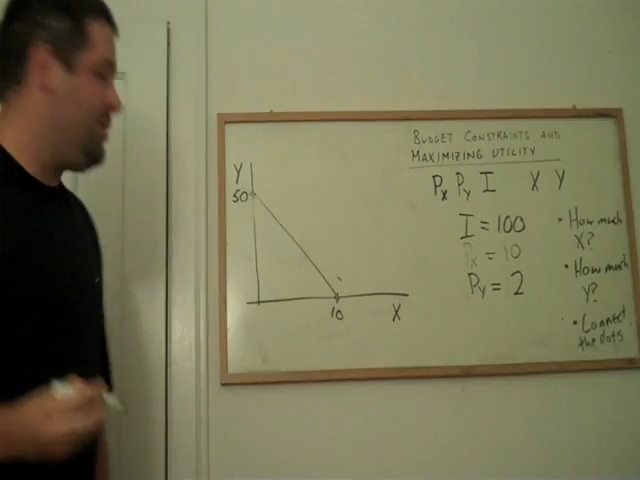 BUDGET CONSTRAINTS AND
MAXIMIZING UTILITY
Px Py I X Y
I = 100
Px = 10
Py = 2
• How much
X?
• How much
Y?
• Connect
the dots.
Y
50
10
X